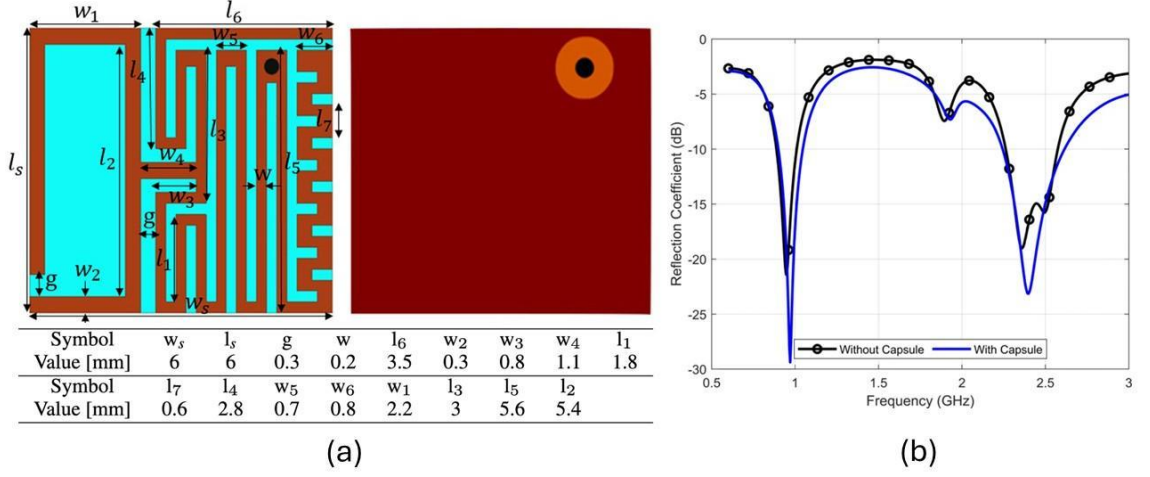 w₁ l₆
w₅ w₆
l₄
l₃ l₇
lₛ l₂ w₄ w l₅
w₃
g
l₁
g w₂
wₛ
Symbol wₛ lₛ g w l₆ w₂ w₃ w₄ l₁
Value [mm] 6 6 0.3 0.2 3.5 0.3 0.8 1.1 1.8
Symbol l₇ l₄ w₅ w₆ w₁ l₃ l₅ l₂
Value [mm] 0.6 2.8 0.7 0.8 2.2 3 5.6 5.4
(a)
Reflection Coefficient (dB)
0
-5
-10
-15
-20
-25
-30
Without Capsule With Capsule
0.5 1 1.5 2 2.5 3
Frequency (GHz)
(b)